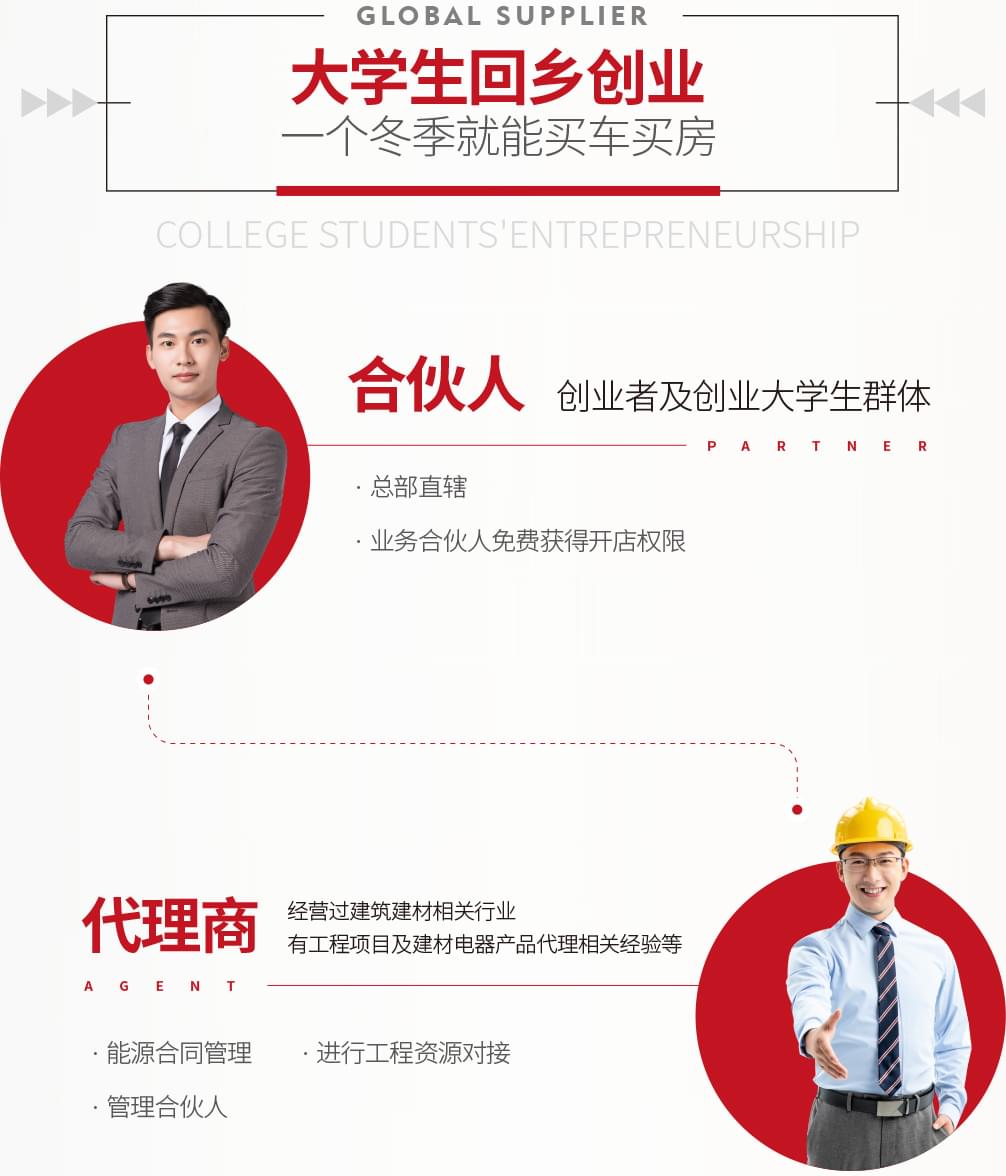 GLOBAL SUPPLIER
大学生回乡创业
一个冬季就能买车买房
COLLEGE STUDENTS'ENTREPRENEURSHIP
合伙人 创业者及创业大学生群体
PARTNER
· 总部直辖
· 业务合伙人免费获得开店权限
代理商
经营过建筑建材相关行业
有工程项目及建材电器产品代理相关经验等
AGENT
· 能源合同管理 · 进行工程资源对接
· 管理合伙人